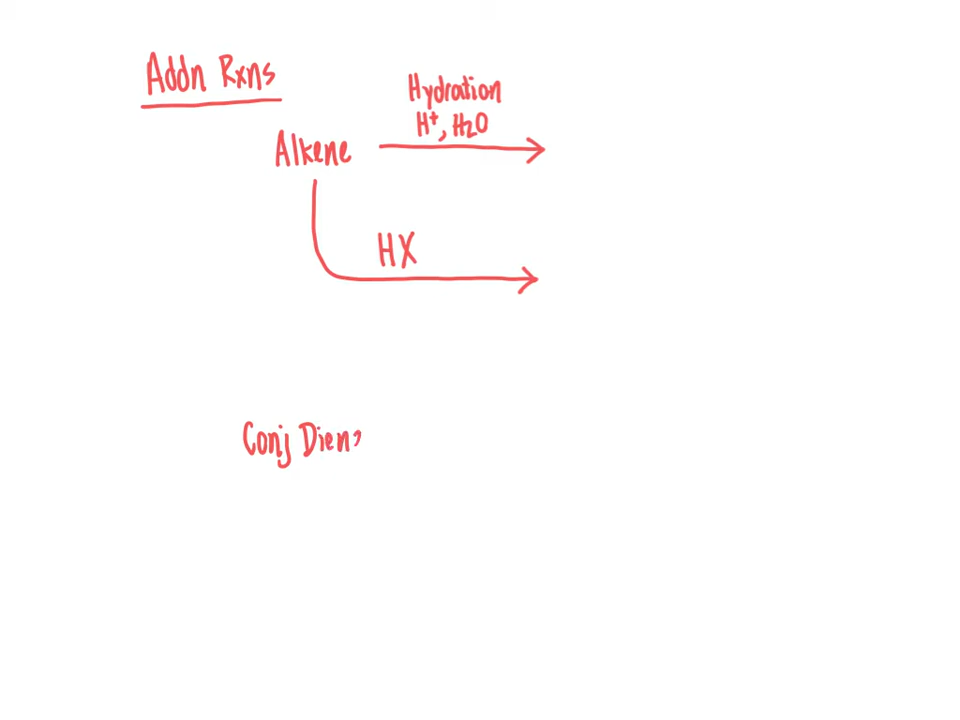 Addn Rxns
Hydration
H⁺, H₂O
Alkene
HX
Conj Dien